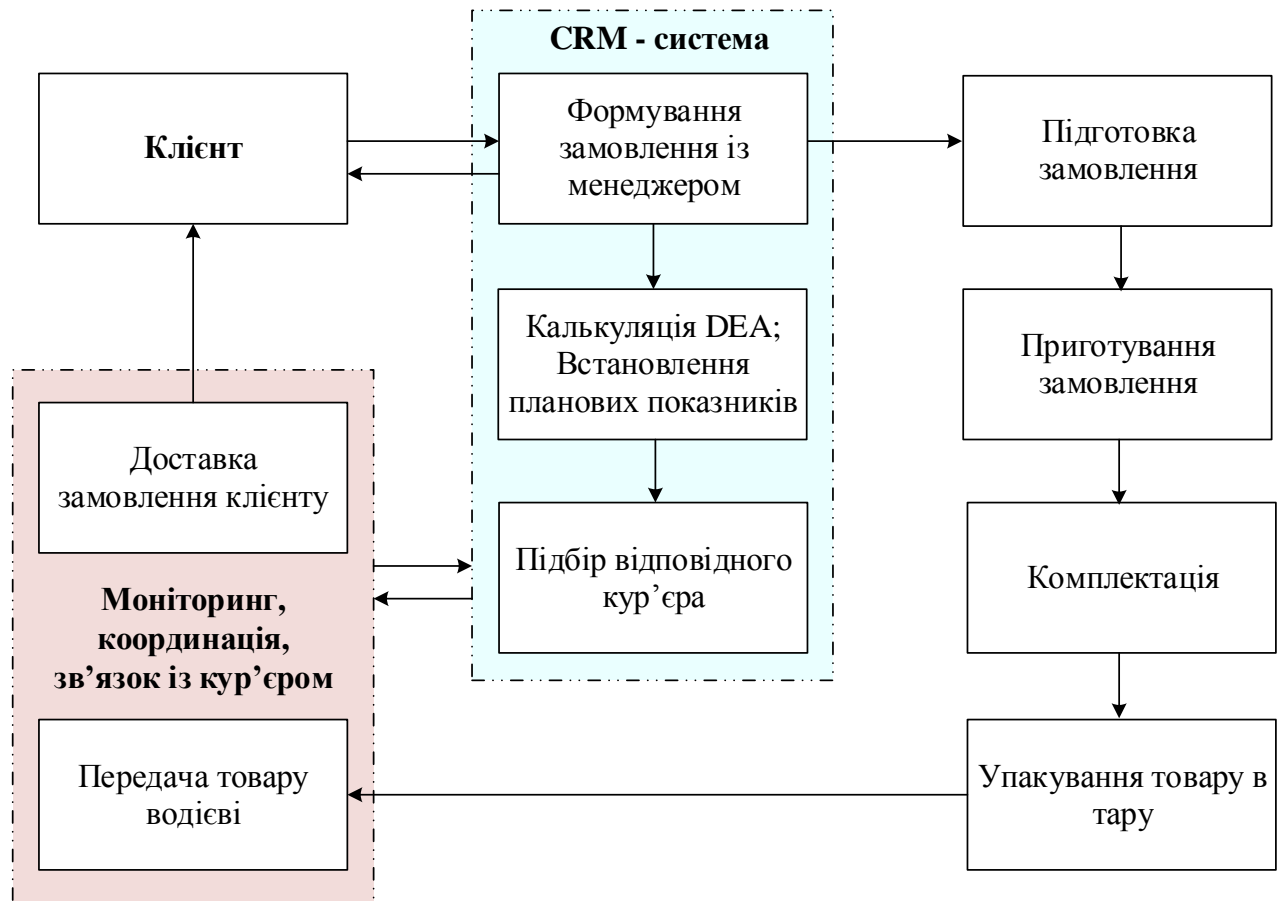 CRM - система
Клієнт
Формування
замовлення із
менеджером
Підготовка
замовлення
Калькуляція DEA;
Встановлення
планових показників
Приготування
замовлення
Доставка
замовлення клієнту
Підбір відповідного
кур’єра
Комплектація
Моніторинг,
координація,
зв’язок із кур’єром
Передача товару
водієві
Упакування товару в
тару